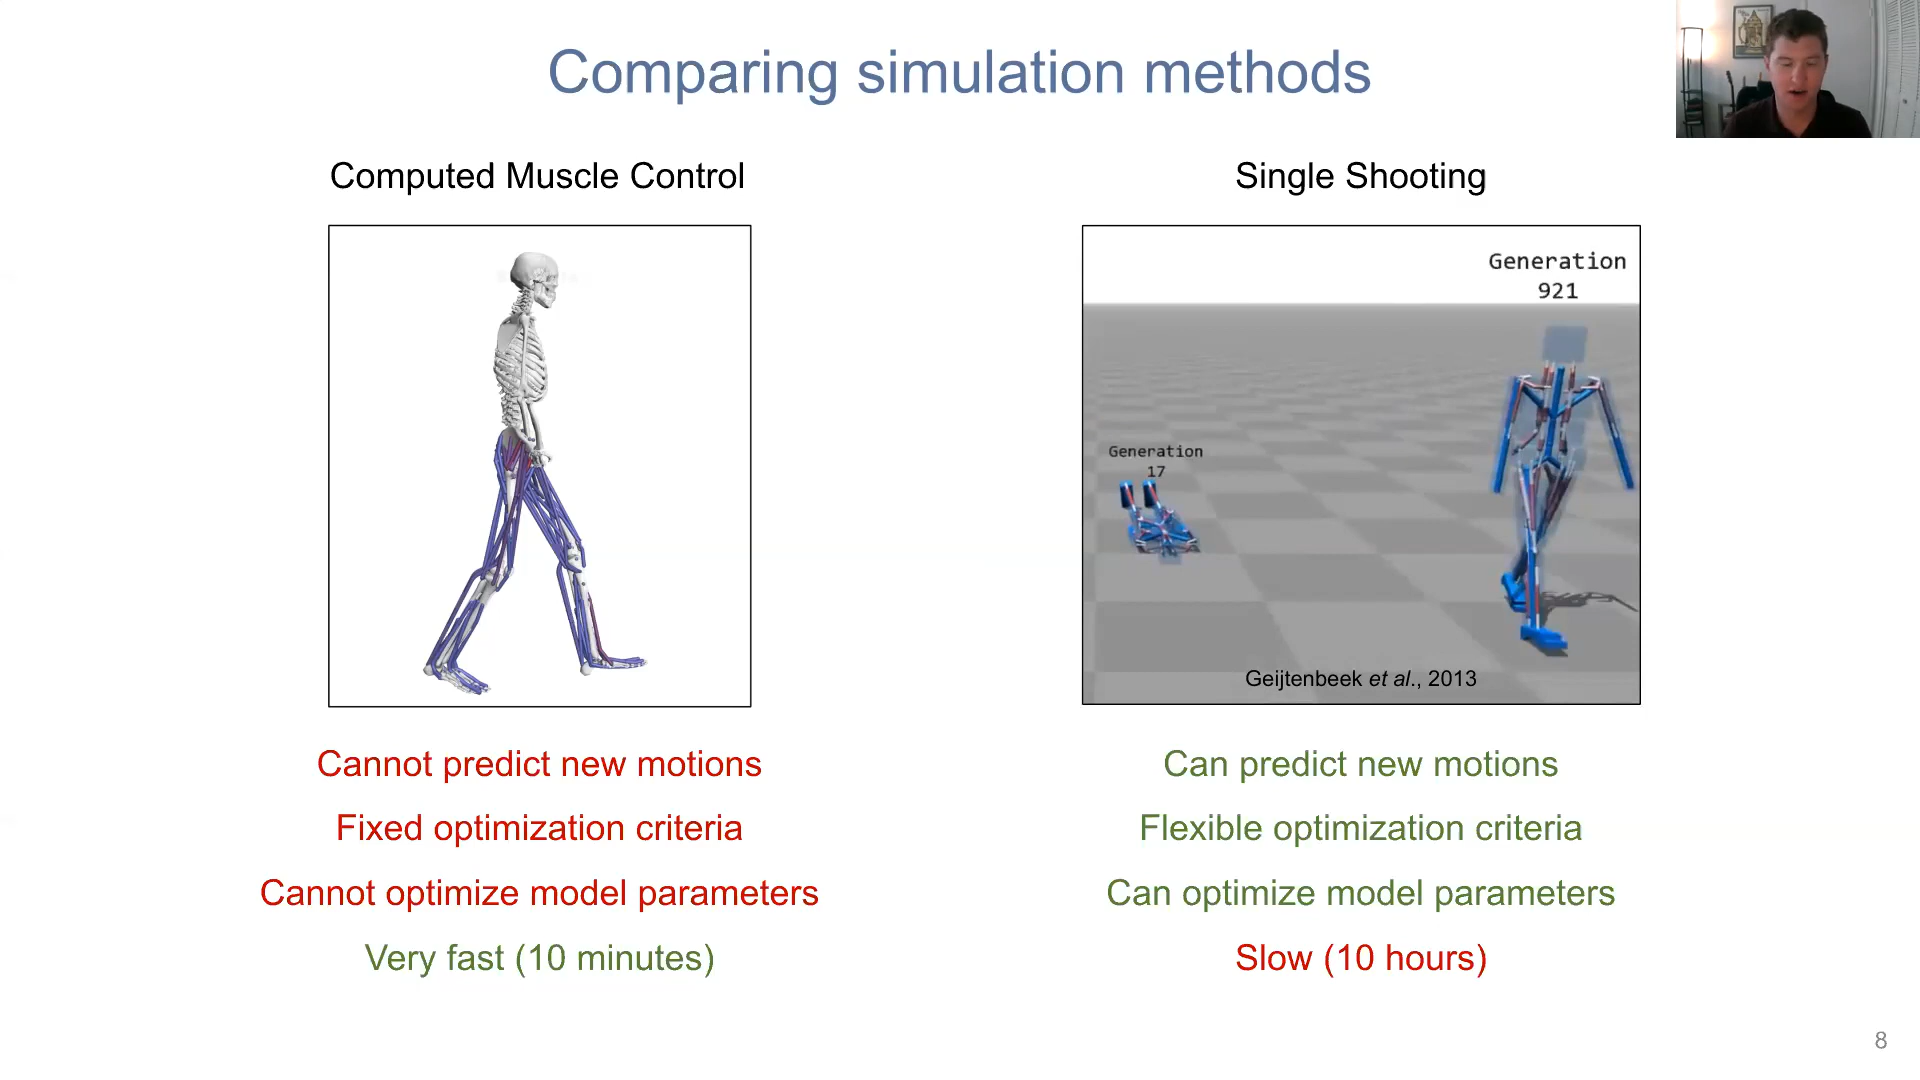 Comparing simulation methods
Computed Muscle Control
Single Shooting
Generation
921
Generation
17
Geijtenbeek et al., 2013
Cannot predict new motions
Fixed optimization criteria
Cannot optimize model parameters
Very fast (10 minutes)
Can predict new motions
Flexible optimization criteria
Can optimize model parameters
Slow (10 hours)
8